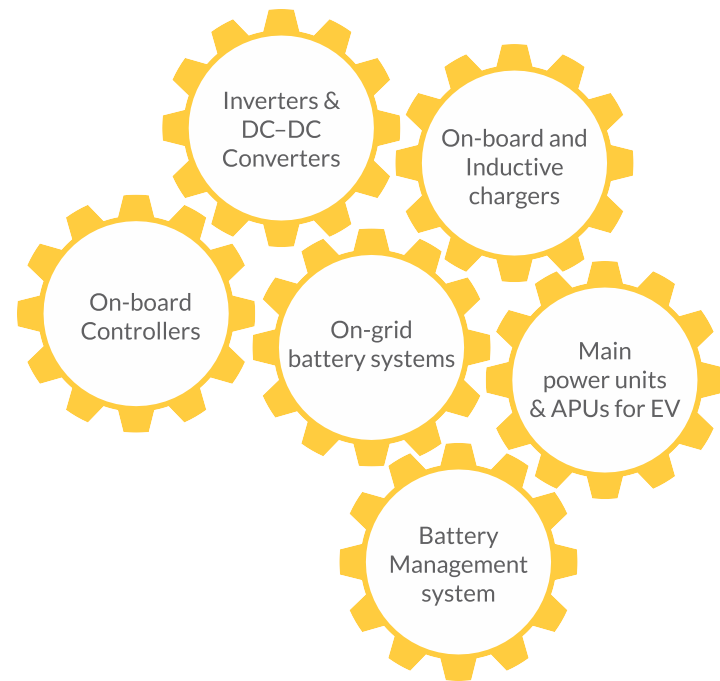 Inverters &
DC–DC
Converters
On-board and
Inductive
chargers
On-board
Controllers
On-grid
battery systems
Main
power units
& APUs for EV
Battery
Management
system